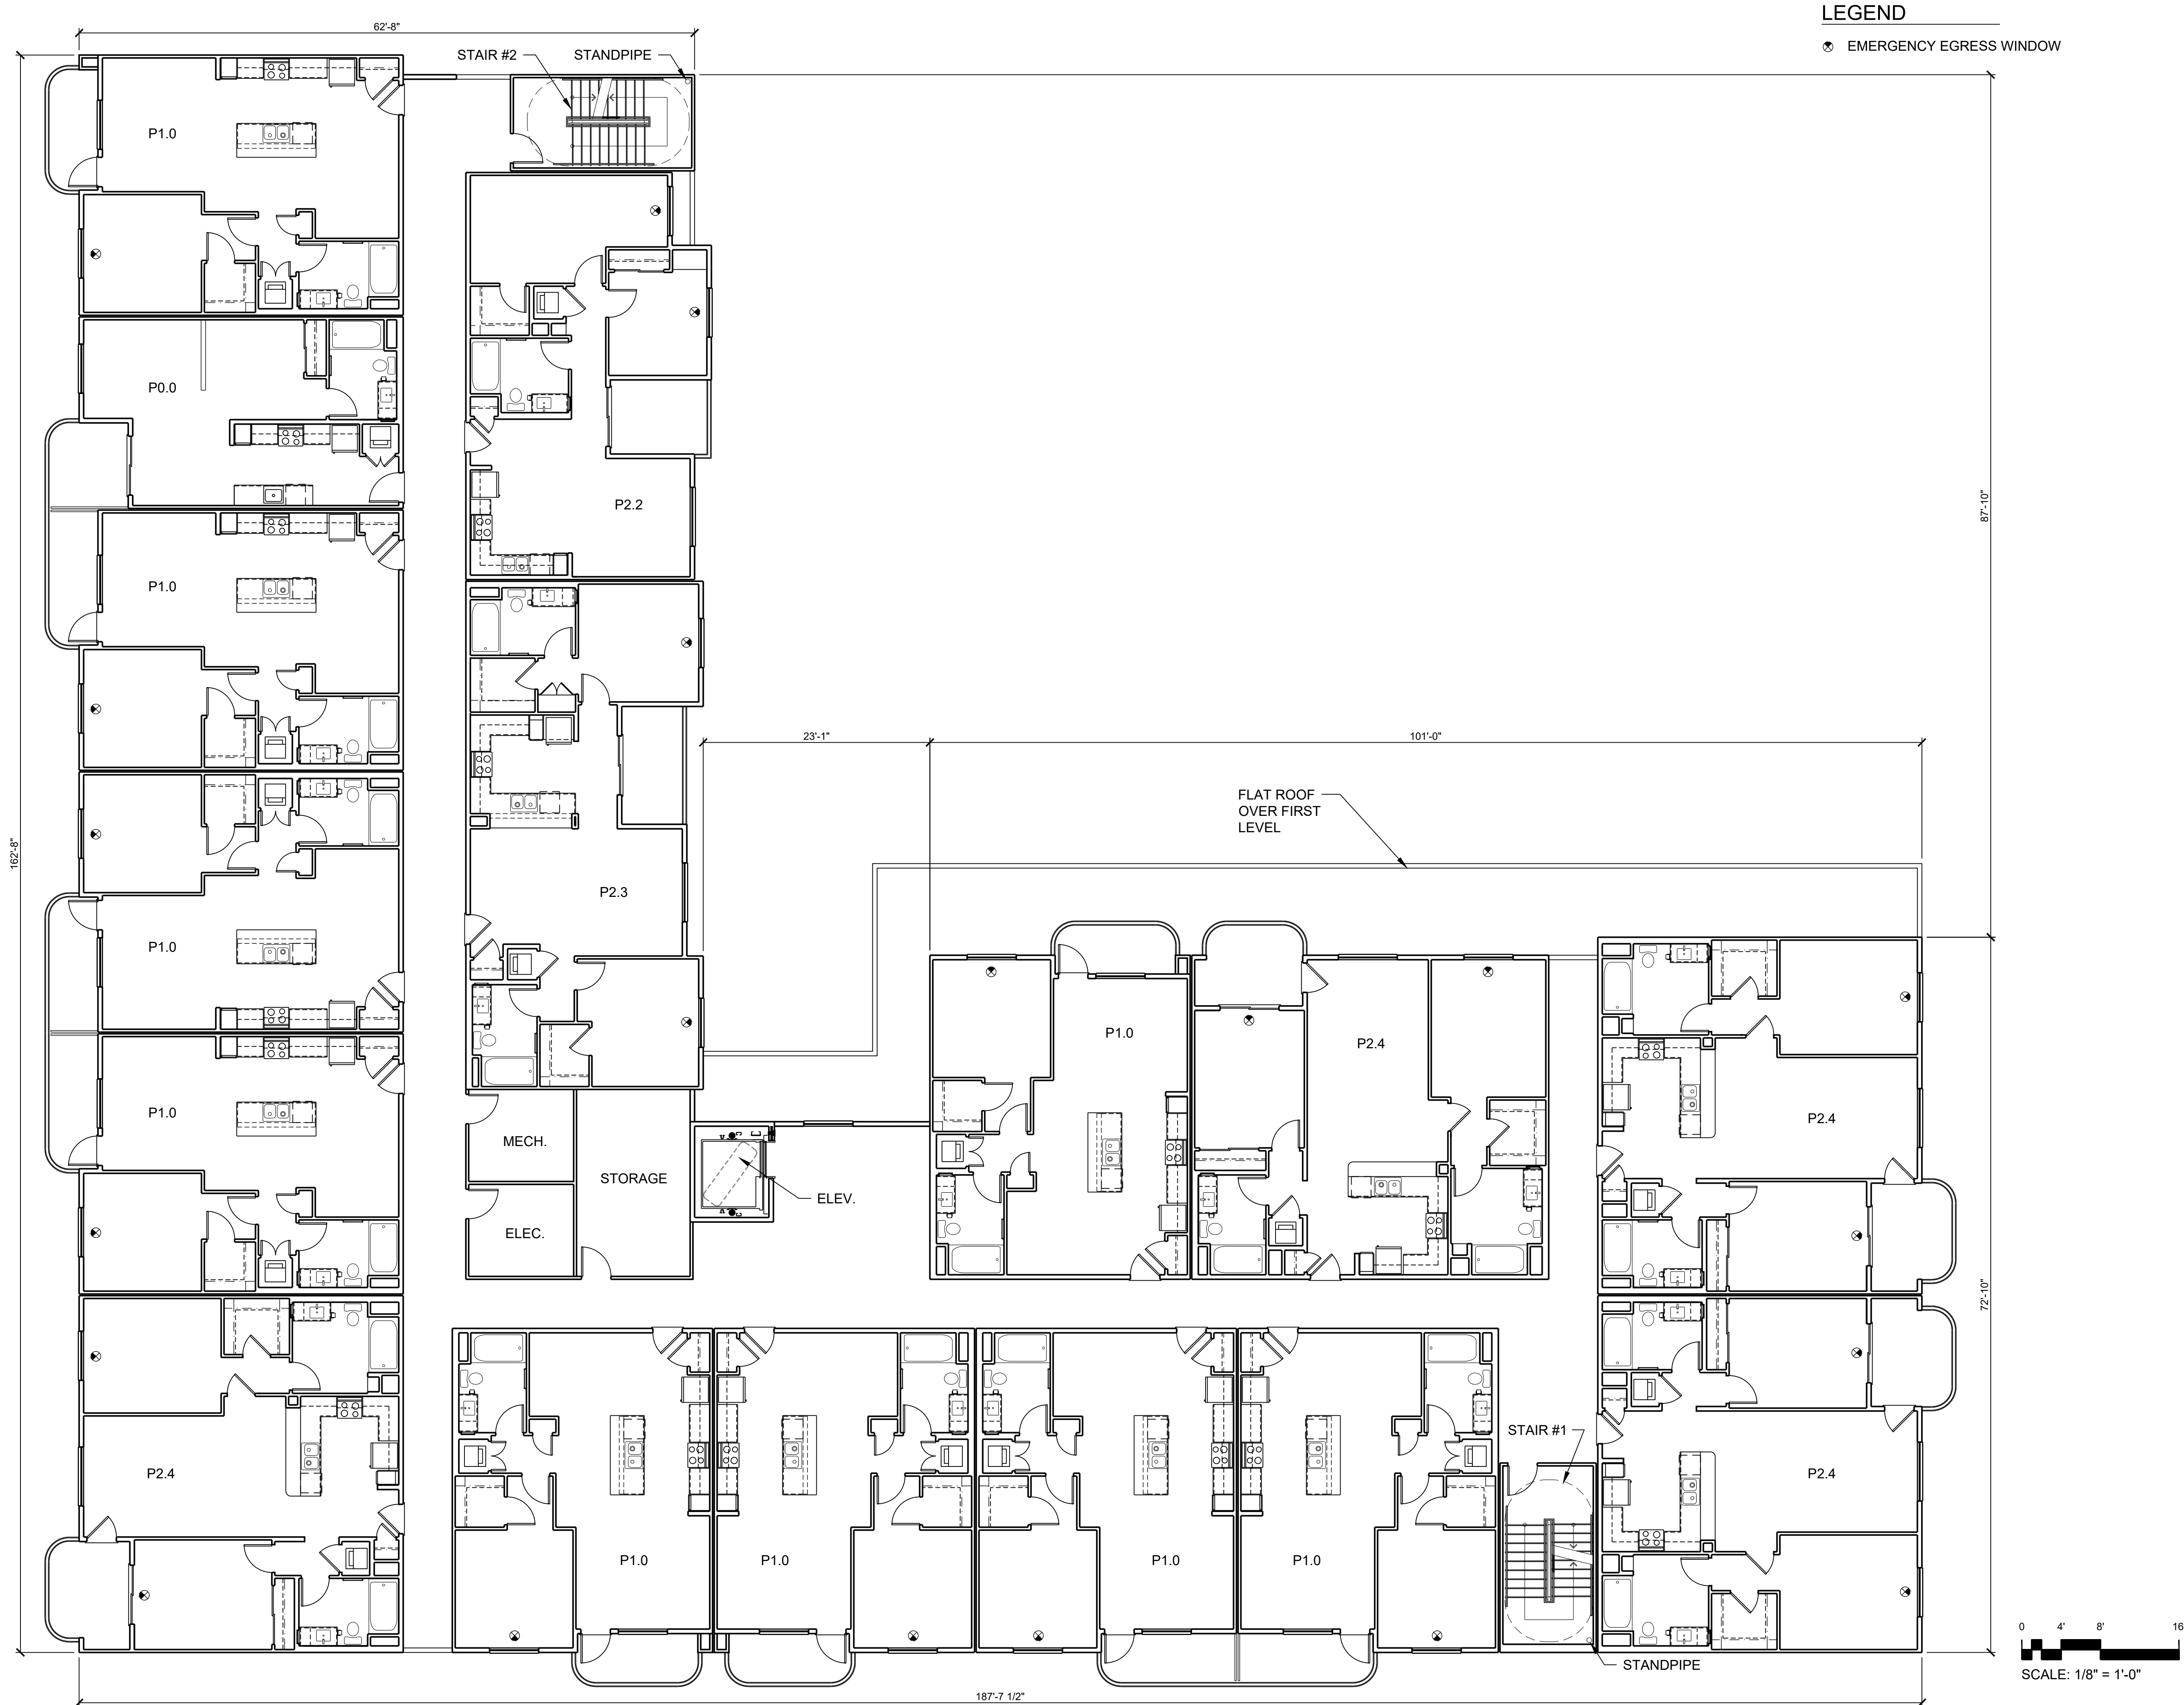 LEGEND
EMERGENCY EGRESS WINDOW
62'-8"
STAIR #2
STANDPIPE
P1.0
P0.0
87'-10"
P2.2
P1.0
23'-1"
101'-0"
FLAT ROOF
OVER FIRST
LEVEL
162'-8"
P2.3
P1.0
P1.0
P2.4
P1.0
P2.4
MECH.
STORAGE
ELEV.
ELEC.
72'-10"
STAIR #1
P2.4
P2.4
P1.0
P1.0
P1.0
P1.0
0 4' 8' 16
STANDPIPE
SCALE: 1/8" = 1'-0"
187'-7 1/2"